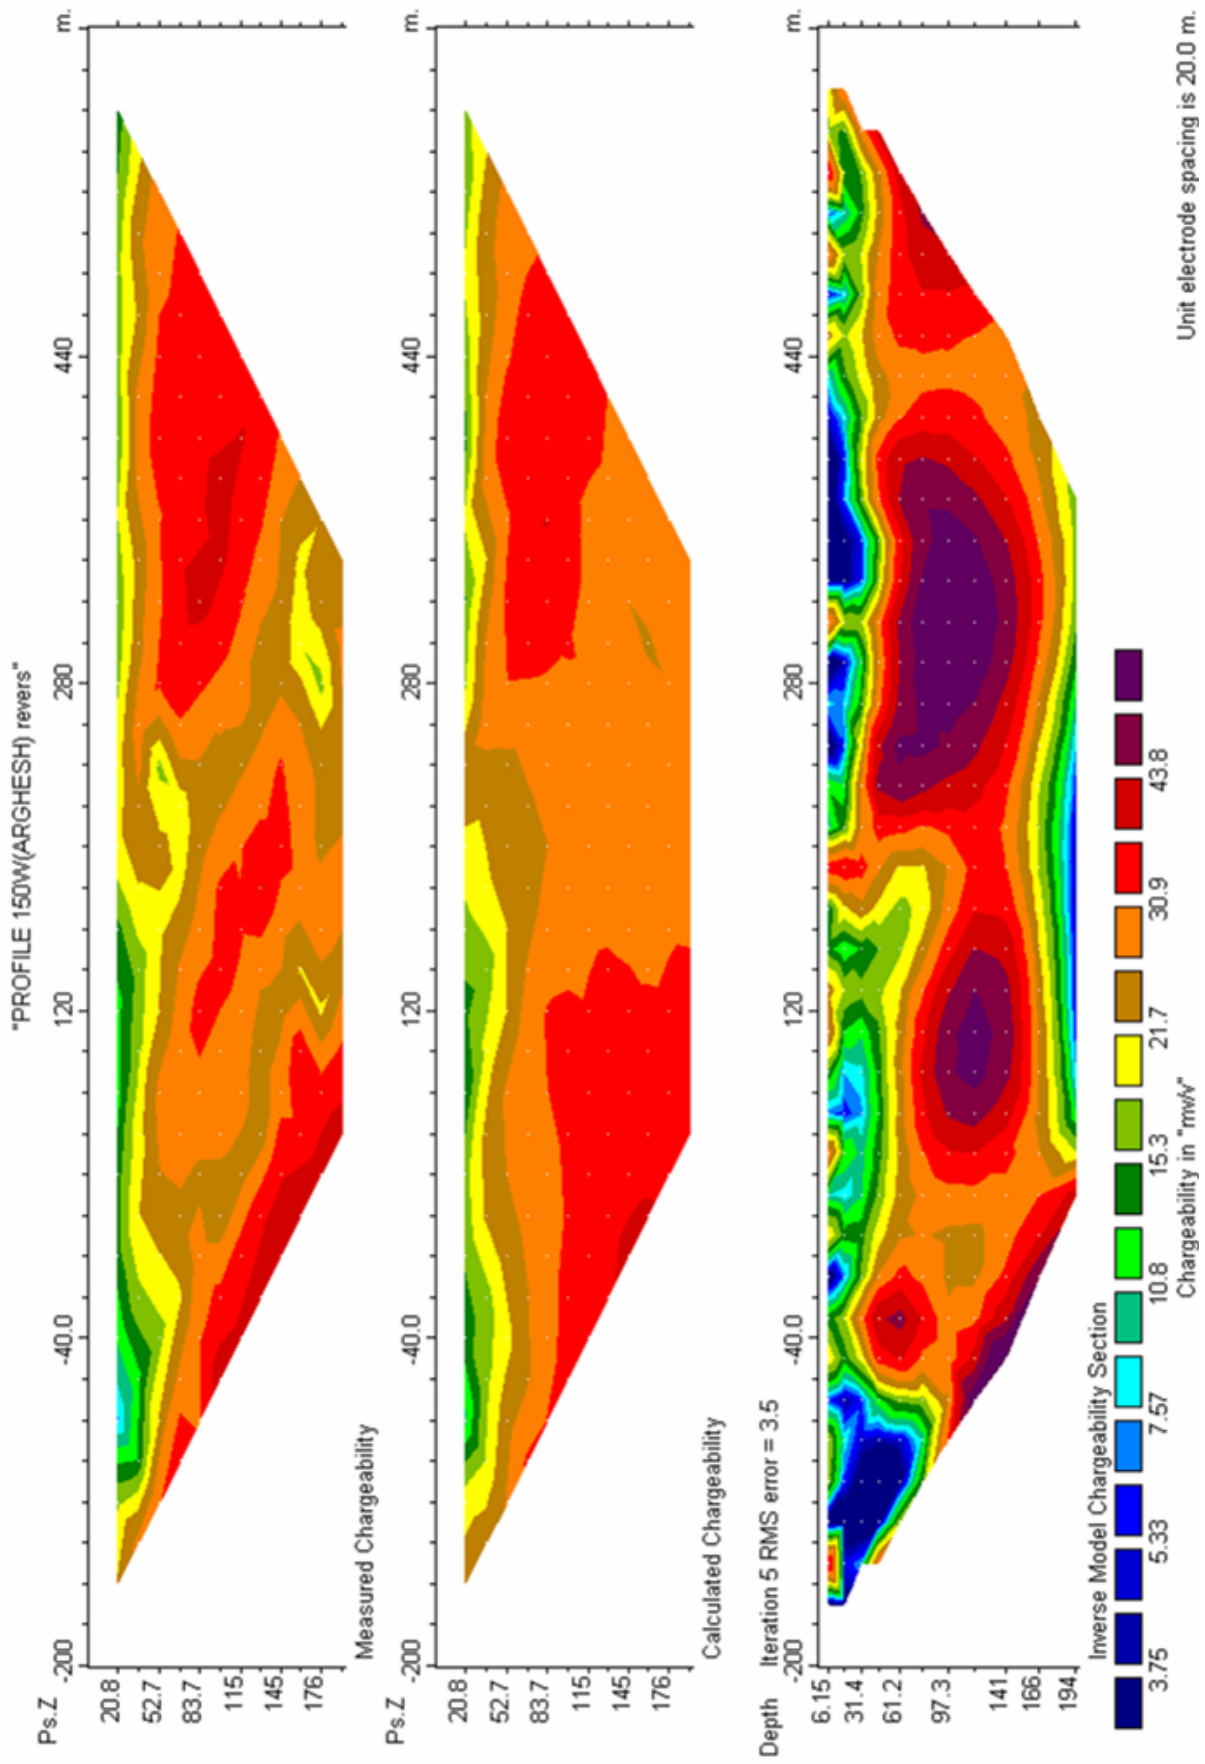 "PROFILE 150W(ARGHESH) revers"
Ps.Z -200 -40.0 120 280 440 m.
20.8
52.7
83.7
115
145
176
Measured Chargeability
Ps.Z -200 -40.0 120 280 440 m.
20.8
52.7
83.7
115
145
176
Calculated Chargeability
Depth Iteration 5 RMS error = 3.5
-200 -40.0 120 280 440 m.
6.15
31.4
61.2
97.3
141
166
194
Inverse Model Chargeability Section
3.75 5.33 7.57 10.8 15.3 21.7 30.9 43.8
Chargeability in "mv/v"
Unit electrode spacing is 20.0 m.